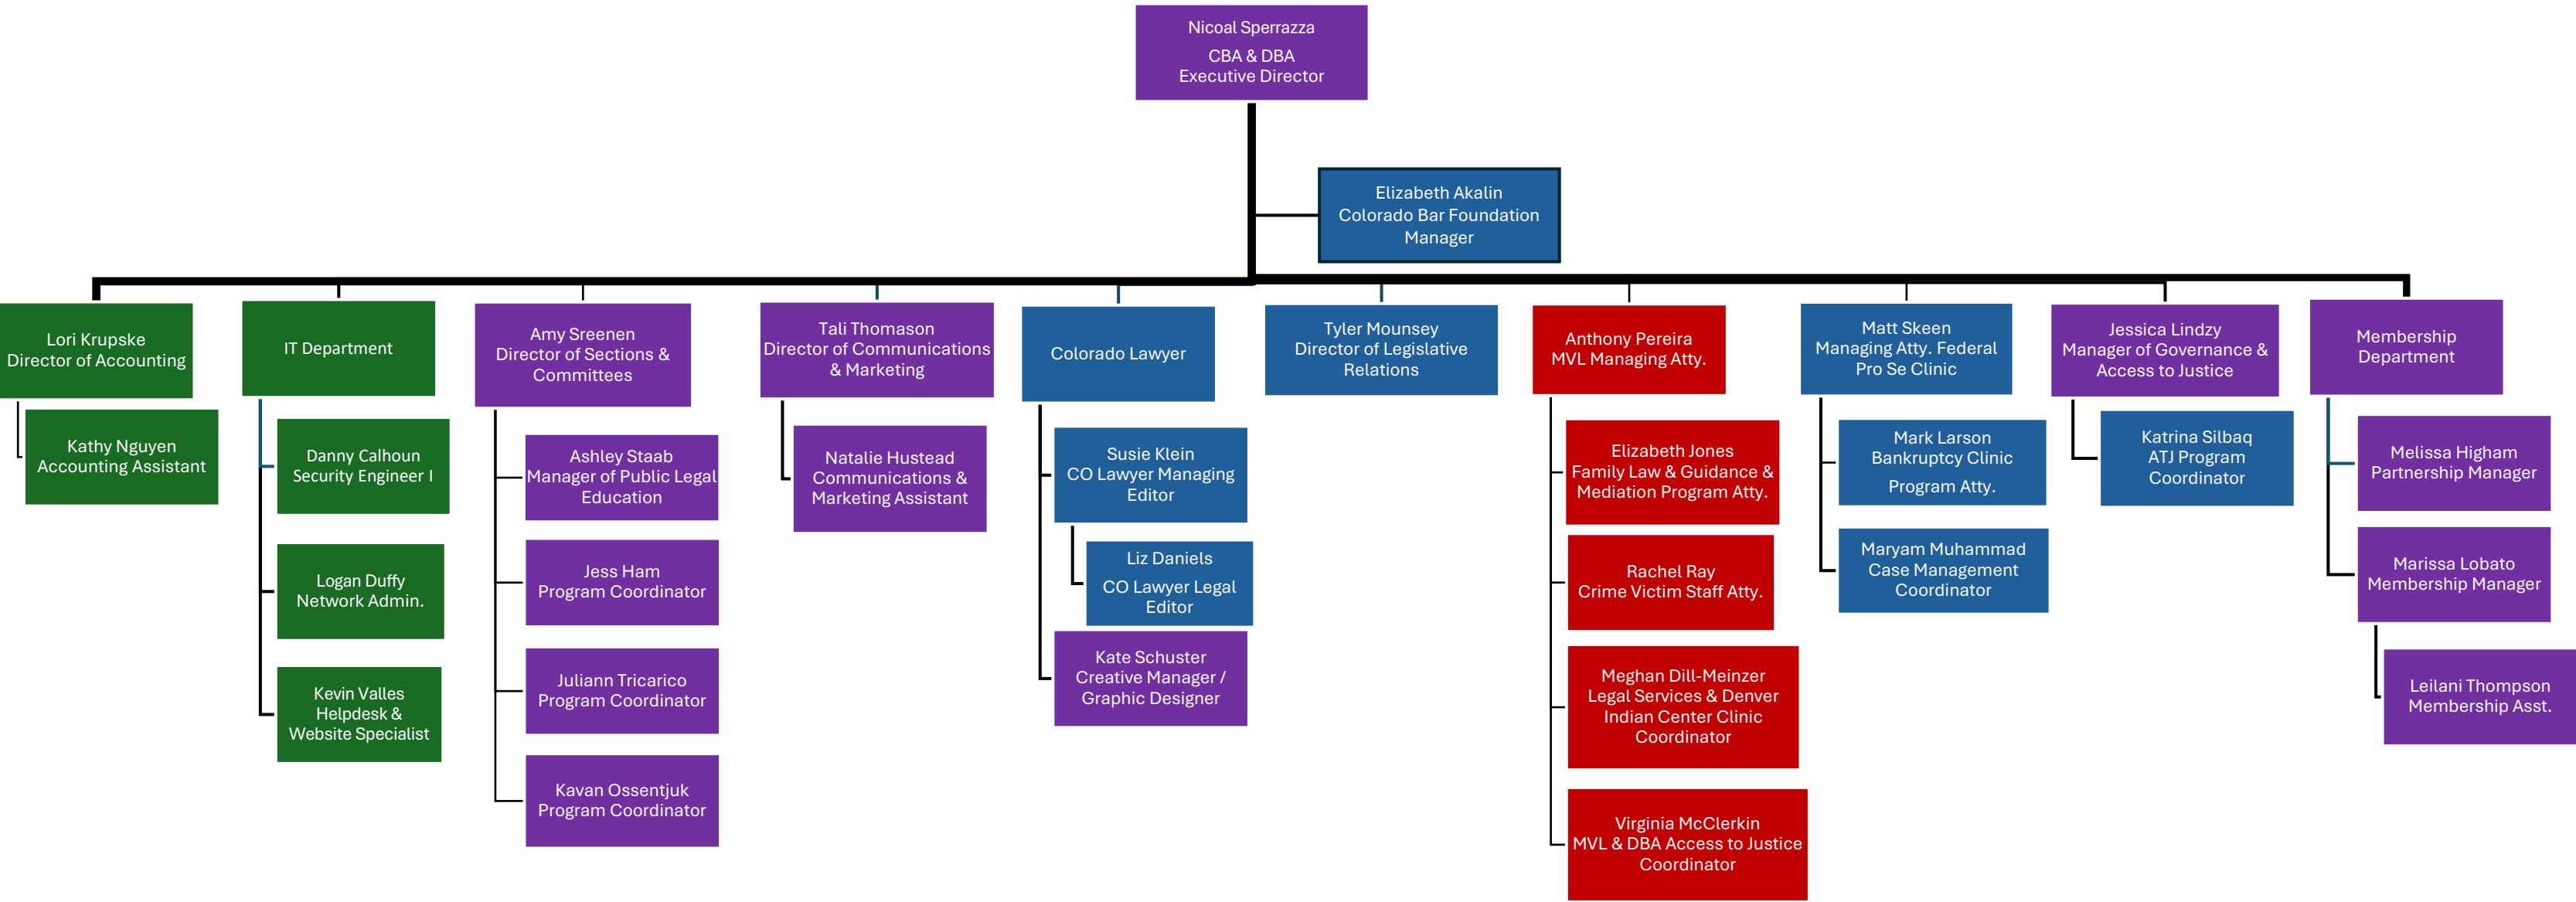 Nicoal Sperrazza
CBA & DBA
Executive Director
Elizabeth Akalin
Colorado Bar Foundation
Manager
Lori Krupske
Director of Accounting
Kathy Nguyen
Accounting Assistant
IT Department
Danny Calhoun
Security Engineer I
Logan Duffy
Network Admin.
Kevin Valles
Helpdesk &
Website Specialist
Amy Sreenen
Director of Sections &
Committees
Ashley Staab
Manager of Public Legal
Education
Jess Ham
Program Coordinator
Juliann Tricarico
Program Coordinator
Kavan Ossentjuk
Program Coordinator
Tali Thomason
Director of Communications
& Marketing
Natalie Hustead
Communications &
Marketing Assistant
Colorado Lawyer
Susie Klein
CO Lawyer Managing
Editor
Liz Daniels
CO Lawyer Legal
Editor
Kate Schuster
Creative Manager /
Graphic Designer
Tyler Mounsey
Director of Legislative
Relations
Anthony Pereira
MVL Managing Atty.
Elizabeth Jones
Family Law & Guidance &
Mediation Program Atty.
Rachel Ray
Crime Victim Staff Atty.
Meghan Dill-Meinzer
Legal Services & Denver
Indian Center Clinic
Coordinator
Virginia McClerkin
MVL & DBA Access to Justice
Coordinator
Matt Skeen
Managing Atty. Federal
Pro Se Clinic
Mark Larson
Bankruptcy Clinic
Program Atty.
Maryam Muhammad
Case Management
Coordinator
Jessica Lindzy
Manager of Governance &
Access to Justice
Katrina Silbaq
ATJ Program
Coordinator
Membership
Department
Melissa Higham
Partnership Manager
Marissa Lobato
Membership Manager
Leilani Thompson
Membership Asst.